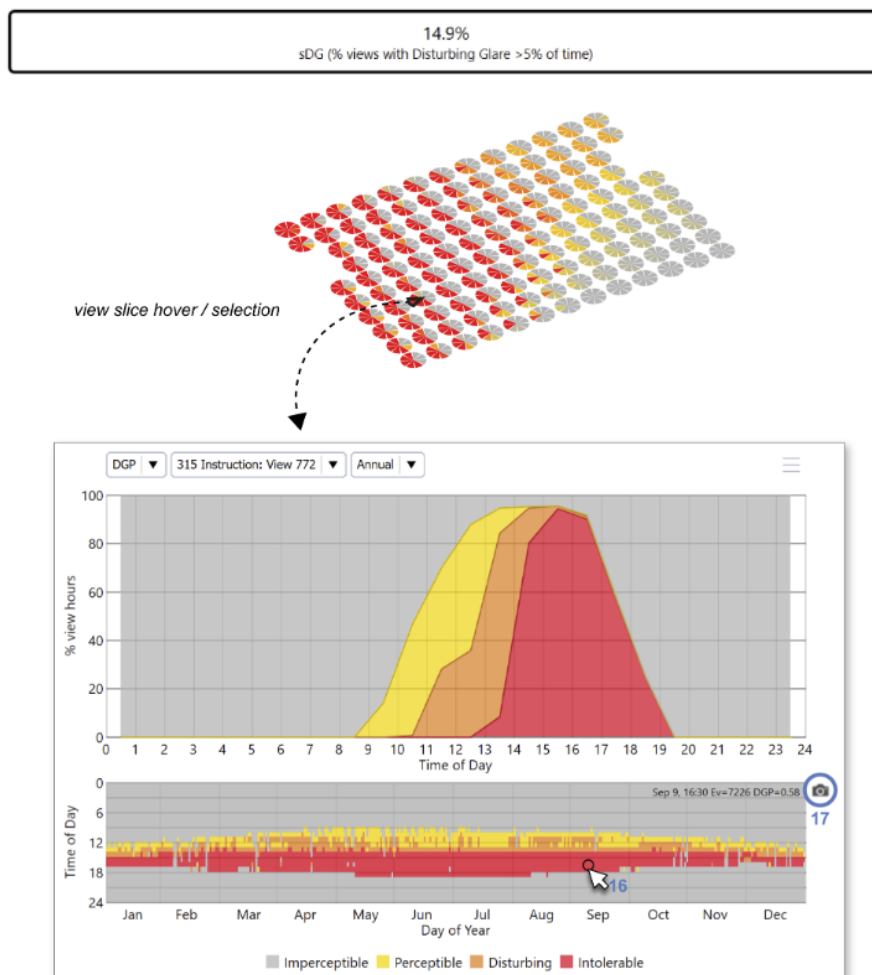 14.9%
sDG (% views with Disturbing Glare >5% of time)
view slice hover / selection
DGP
315 Instruction: View 772
Annual
100
80
60
40
20
0
% view hours
0 1 2 3 4 5 6 7 8 9 10 11 12 13 14 15 16 17 18 19 20 21 22 23 24
Time of Day
Sep 9, 16:30 Ev=7226 DGP=0.58
17
0
6
12
18
24
Time of Day
16
Jan Feb Mar Apr May Jun Jul Aug Sep Oct Nov Dec
Day of Year
Imperceptible Perceptible Disturbing Intolerable